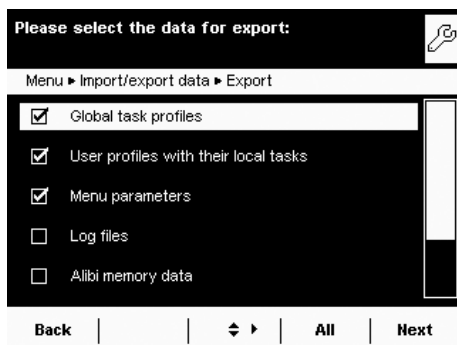 Please select the data for export:
Menu ▸ Import/export data ▸ Export
Global task profiles
User profiles with their local tasks
Menu parameters
Log files
Alibi memory data
Back All Next